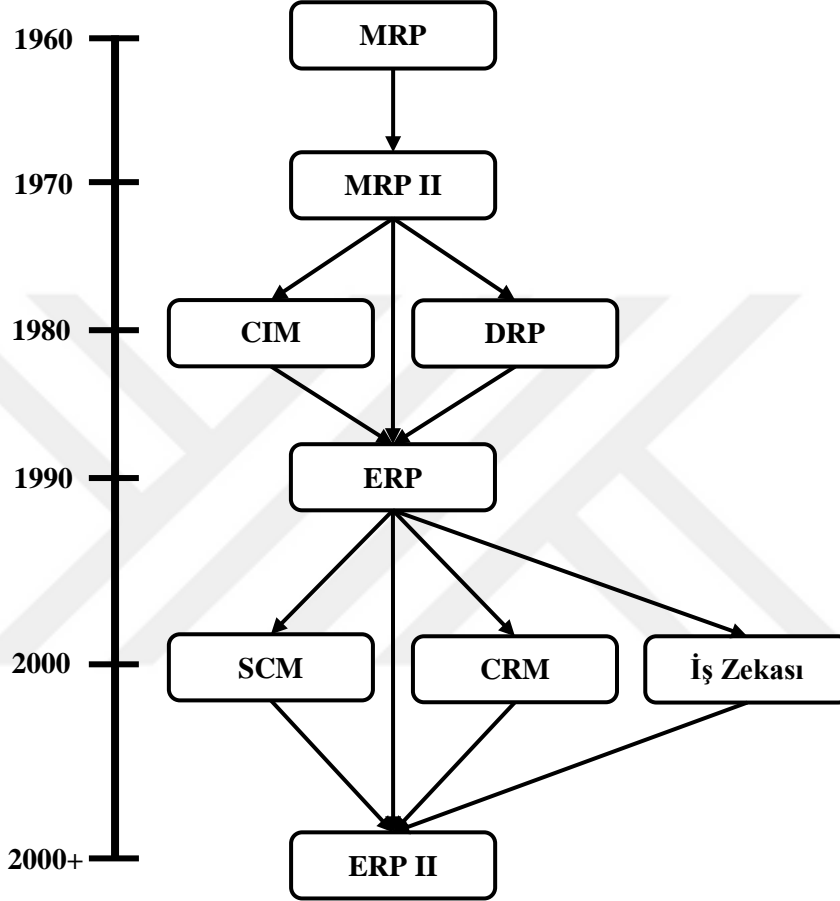 1960
MRP
1970
MRP II
1980
CIM
DRP
1990
ERP
2000
SCM
CRM
İş Zekası
2000+
ERP II